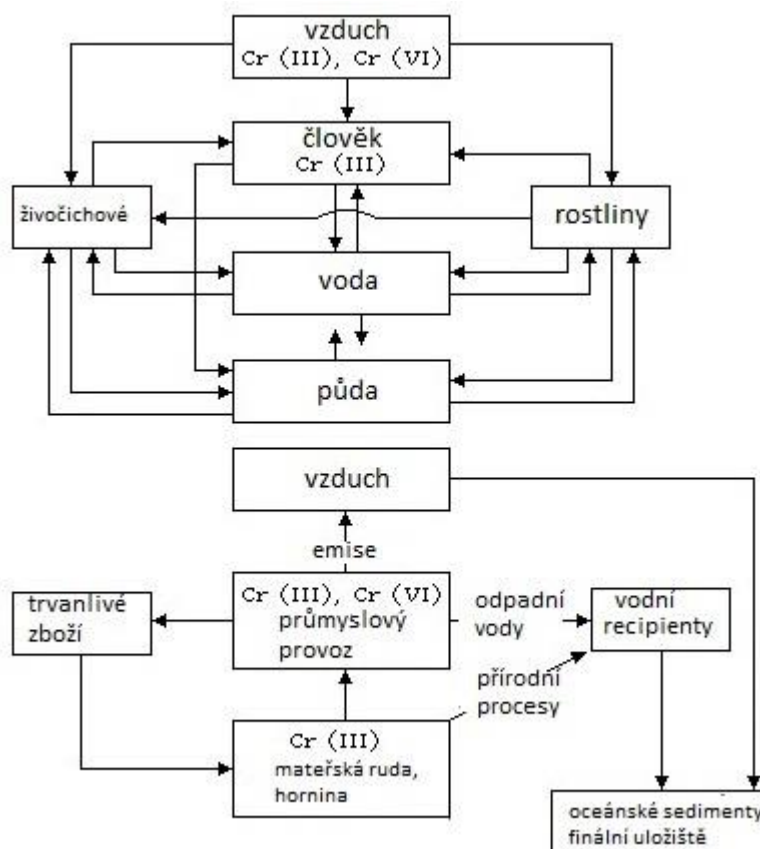 vzduch
Cr (III), Cr (VI)
člověk
Cr (III)
živočichové
rostliny
voda
půda
vzduch
emise
Cr (III), Cr (VI)
průmyslový
provoz
trvanlivé
zboží
odpadní
vody
vodní
recipienty
přírodní
procesy
Cr (III)
mateřská ruda,
hornina
oceánské sedimenty
finální uložiště